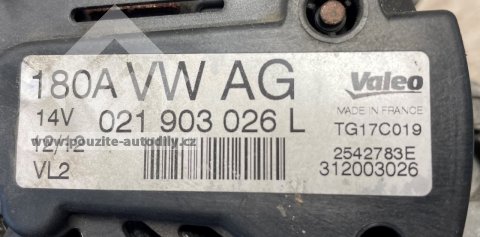 180A VW AG
Valeo
14V 021 903 026 L
MADE IN FRANCE
TG17C019
12/12
www.pouzite-autodily.cz
VL2
2542783E
312003026